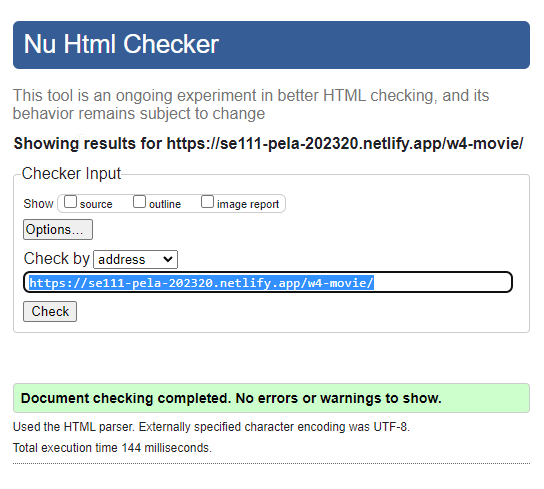 Nu Html Checker
This tool is an ongoing experiment in better HTML checking, and its
behavior remains subject to change
Showing results for https://se111-pela-202320.netlify.app/w4-movie/
Checker Input
Show source outline image report
Options...
Check by address
https://se111-pela-202320.netlify.app/w4-movie/
Check
Document checking completed. No errors or warnings to show.
Used the HTML parser. Externally specified character encoding was UTF-8.
Total execution time 144 milliseconds.